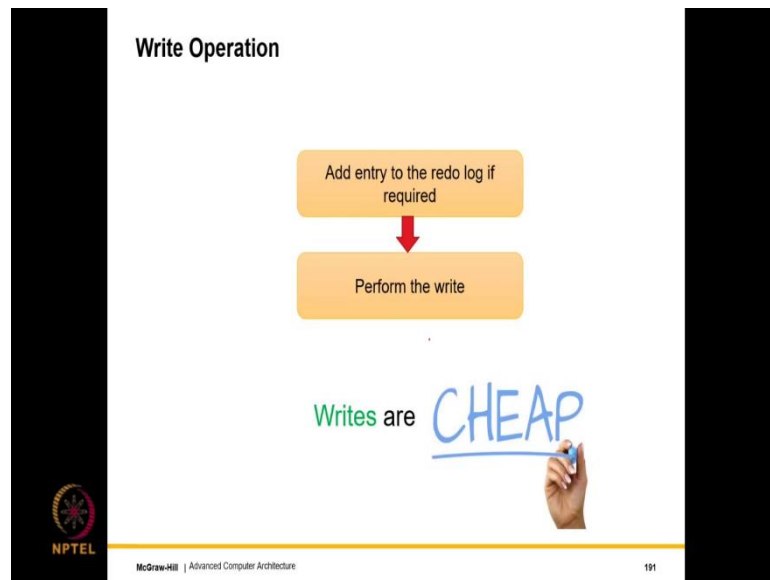 Write Operation
Add entry to the redo log if
required
Perform the write
Writes are CHEAP
NPTEL
McGraw-Hill | Advanced Computer Architecture
191